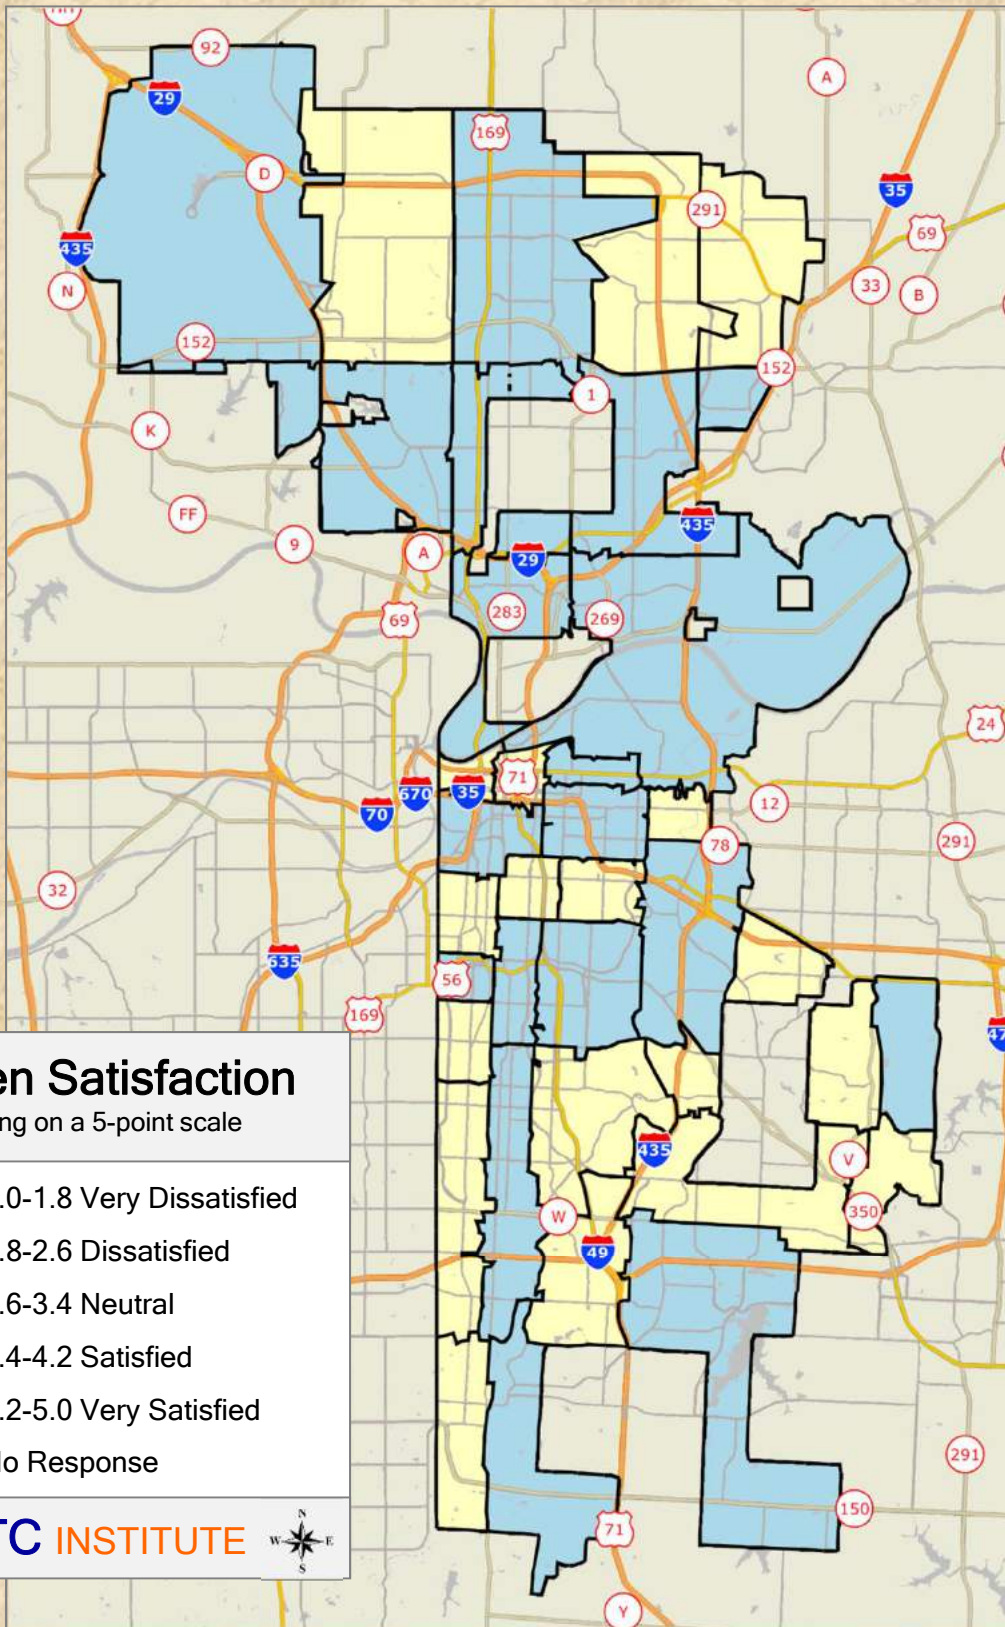 HH
92
A
29
169
D
35
291
69
435
N
33
B
152
152
1
K
FF
435
9
A
29
283
269
69
24
71
670
35
70
12
78
291
32
635
56
169
47
en Satisfaction
ng on a 5-point scale
435
V
.0-1.8 Very Dissatisfied
350
W
.8-2.6 Dissatisfied
49
.6-3.4 Neutral
.4-4.2 Satisfied
.2-5.0 Very Satisfied
291
lo Response
150
N
TC INSTITUTE
W E
71
S
Y